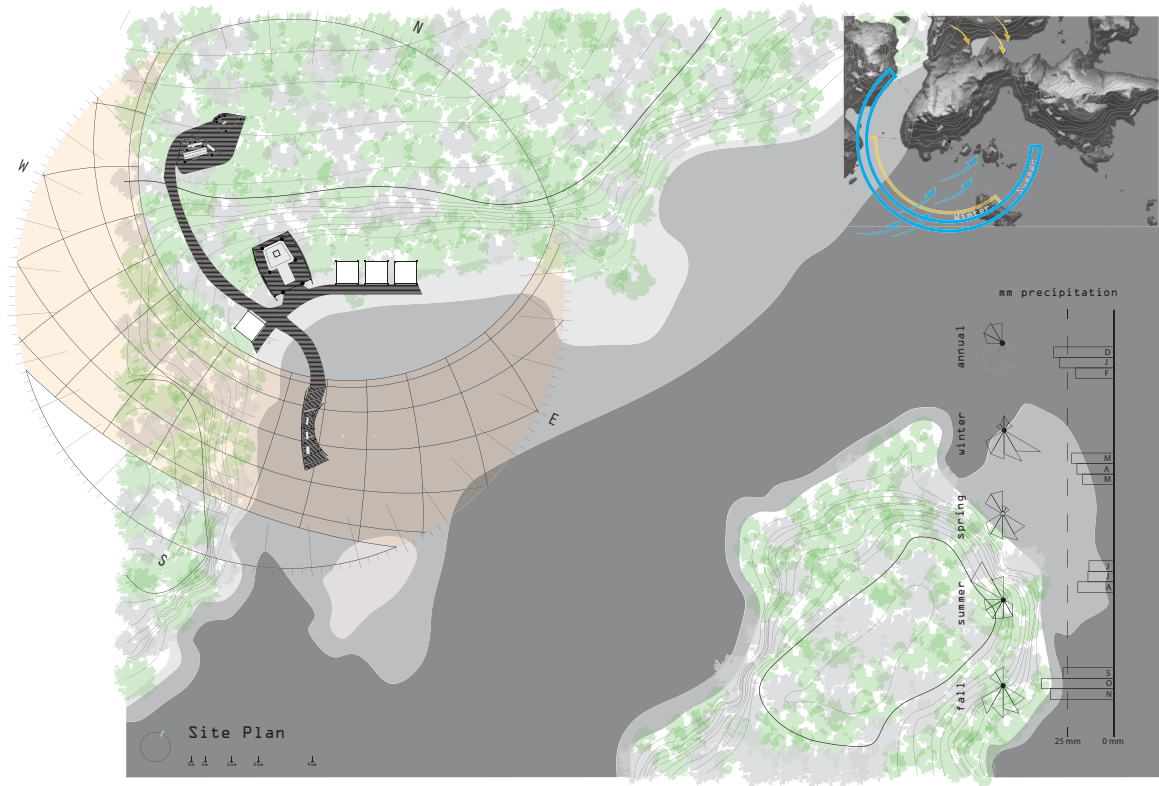 N
W
E
S
Winter
Summer
mm precipitation
annual
D
J
F
winter
M
A
M
spring
summer
J
J
A
fall
S
O
N
25 mm
0 mm
Site Plan